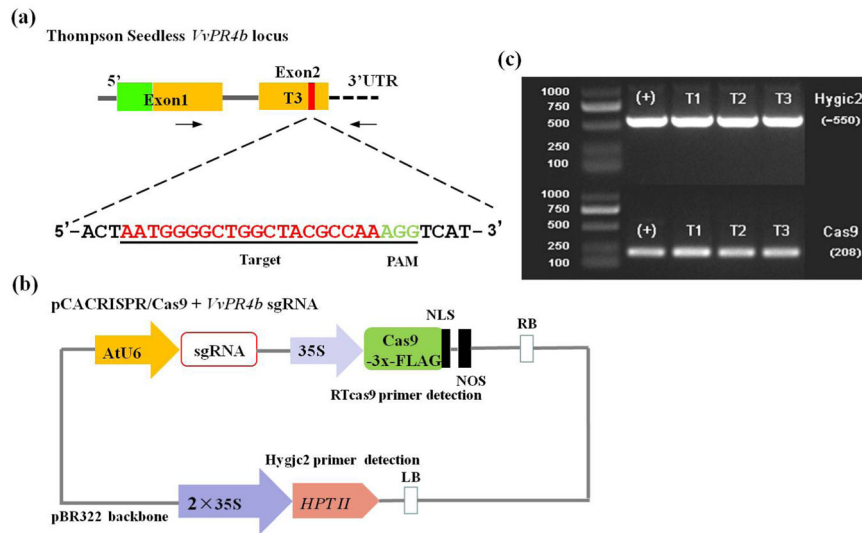 (a)
Thompson Seedless VvPR4b locus
5'
Exon1
Exon2
T3
3'UTR
5'-ACTAATGGGGCTGGCTACGCCAAAGGTCAT-3'
Target
PAM
(b)
pCACRISPR/Cas9 + VvPR4b sgRNA
AtU6
sgRNA
35S
Cas9
-3x-FLAG
NLS
NOS
RB
RTcas9 primer detection
Hygjc2 primer detection
2×35S
HPTII
LB
pBR322 backbone
(c)
1000
750
500
250
100
(+)
T1
T2
T3
Hygic2
(~550)
1000
750
500
250
100
(+)
T1
T2
T3
Cas9
(208)